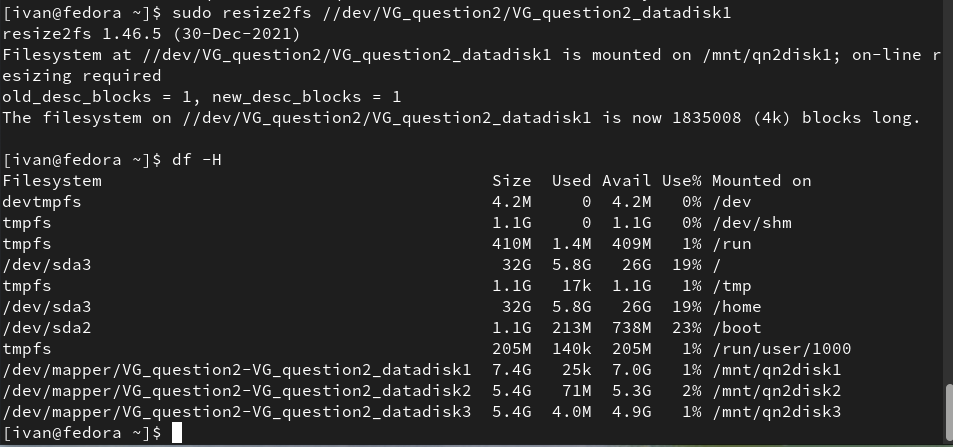 [ivan@fedora ~]$ sudo resize2fs //dev/VG_question2/VG_question2_datadisk1
resize2fs 1.46.5 (30-Dec-2021)
Filesystem at //dev/VG_question2/VG_question2_datadisk1 is mounted on /mnt/qn2disk1; on-line r
esizing required
old_desc_blocks = 1, new_desc_blocks = 1
The filesystem on //dev/VG_question2/VG_question2_datadisk1 is now 1835008 (4k) blocks long.

[ivan@fedora ~]$ df -H
Filesystem                                      Size  Used Avail Use% Mounted on
devtmpfs                                        4.2M     0  4.2M   0% /dev
tmpfs                                           1.1G     0  1.1G   0% /dev/shm
tmpfs                                           410M  1.4M  409M   1% /run
/dev/sda3                                        32G  5.8G   26G  19% /
tmpfs                                           1.1G   17k  1.1G   1% /tmp
/dev/sda3                                        32G  5.8G   26G  19% /home
/dev/sda2                                       1.1G  213M  738M  23% /boot
tmpfs                                           205M  140k  205M   1% /run/user/1000
/dev/mapper/VG_question2-VG_question2_datadisk1 7.4G   25k  7.0G   1% /mnt/qn2disk1
/dev/mapper/VG_question2-VG_question2_datadisk2 5.4G   71M  5.3G   2% /mnt/qn2disk2
/dev/mapper/VG_question2-VG_question2_datadisk3 5.4G  4.0M  4.9G   1% /mnt/qn2disk3
[ivan@fedora ~]$